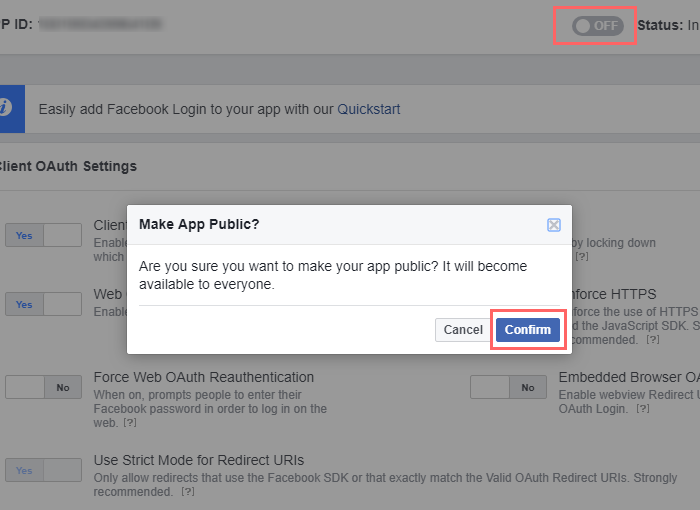 P ID:
OFF
Status: In
i
Easily add Facebook Login to your app with our Quickstart
Client OAuth Settings
Make App Public?
Are you sure you want to make your app public? It will become
available to everyone.
Cancel
Confirm
Yes
Clien
Enable
which
by locking down
[?]
Yes
Web O
Enable
nforce HTTPS
force the use of HTTPS
d the JavaScript SDK. S
commended. [?]
No
Force Web OAuth Reauthentication
When on, prompts people to enter their
Facebook password in order to log in on the
web. [?]
No
Embedded Browser OA
Enable webview Redirect U
OAuth Login. [?]
Yes
Use Strict Mode for Redirect URIs
Only allow redirects that use the Facebook SDK or that exactly match the Valid OAuth Redirect URIs. Strongly
recommended. [?]